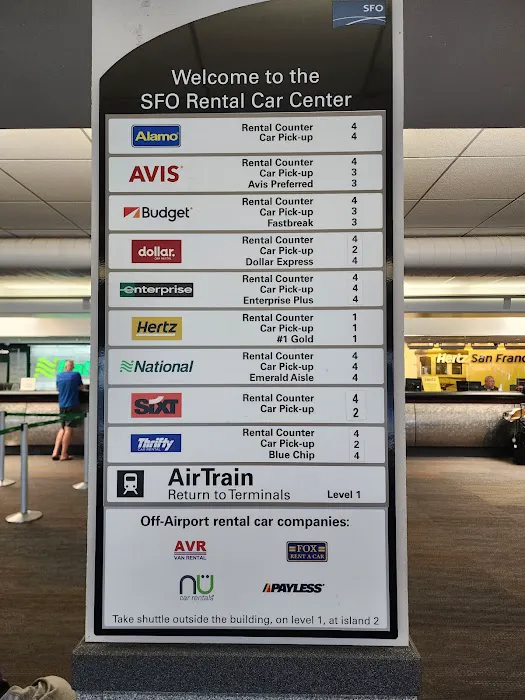 SFO
Welcome to the
SFO Rental Car Center
Alamo Rental Counter 4
Car Pick-up 4
AVIS Rental Counter 4
Car Pick-up 3
Avis Preferred 3
Budget Rental Counter 4
Car Pick-up 3
Fastbreak 3
dollar. Rental Counter 4
CAR RENTAL Car Pick-up 2
Dollar Express 4
enterprise Rental Counter 4
Car Pick-up 4
Enterprise Plus 4
Hertz Rental Counter 1
Car Pick-up 1
#1 Gold 1
National Rental Counter 4
Car Pick-up 4
Emerald Aisle 4
SIXT Rental Counter 4
Car Pick-up 2
Thrifty Rental Counter 4
CAR RENTAL Car Pick-up 2
Blue Chip 4
AirTrain
Return to Terminals Level 1
Off-Airport rental car companies:
AVR FOX
VAN RENTAL RENT A CAR
nü PAYLESS
car rentals
Take shuttle outside the building, on level 1, at island 2
Hertz San Franc